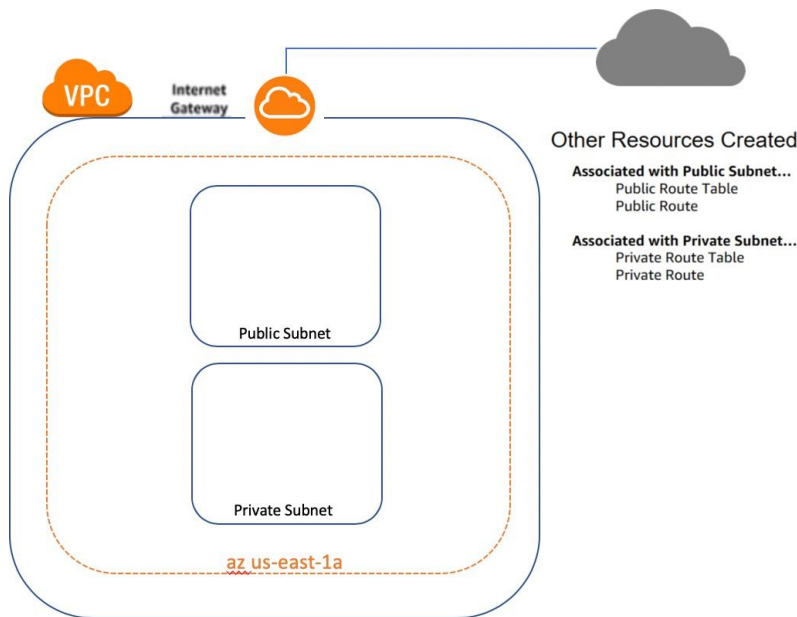 VPC
Internet
Gateway
Other Resources Created
Associated with Public Subnet...
Public Route Table
Public Route
Associated with Private Subnet...
Private Route Table
Private Route
Public Subnet
Private Subnet
az us-east-1a